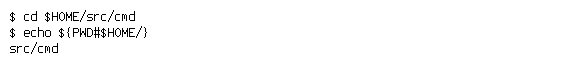 $ cd $HOME/src/cmd
$ echo ${PWD#$HOME/}
src/cmd